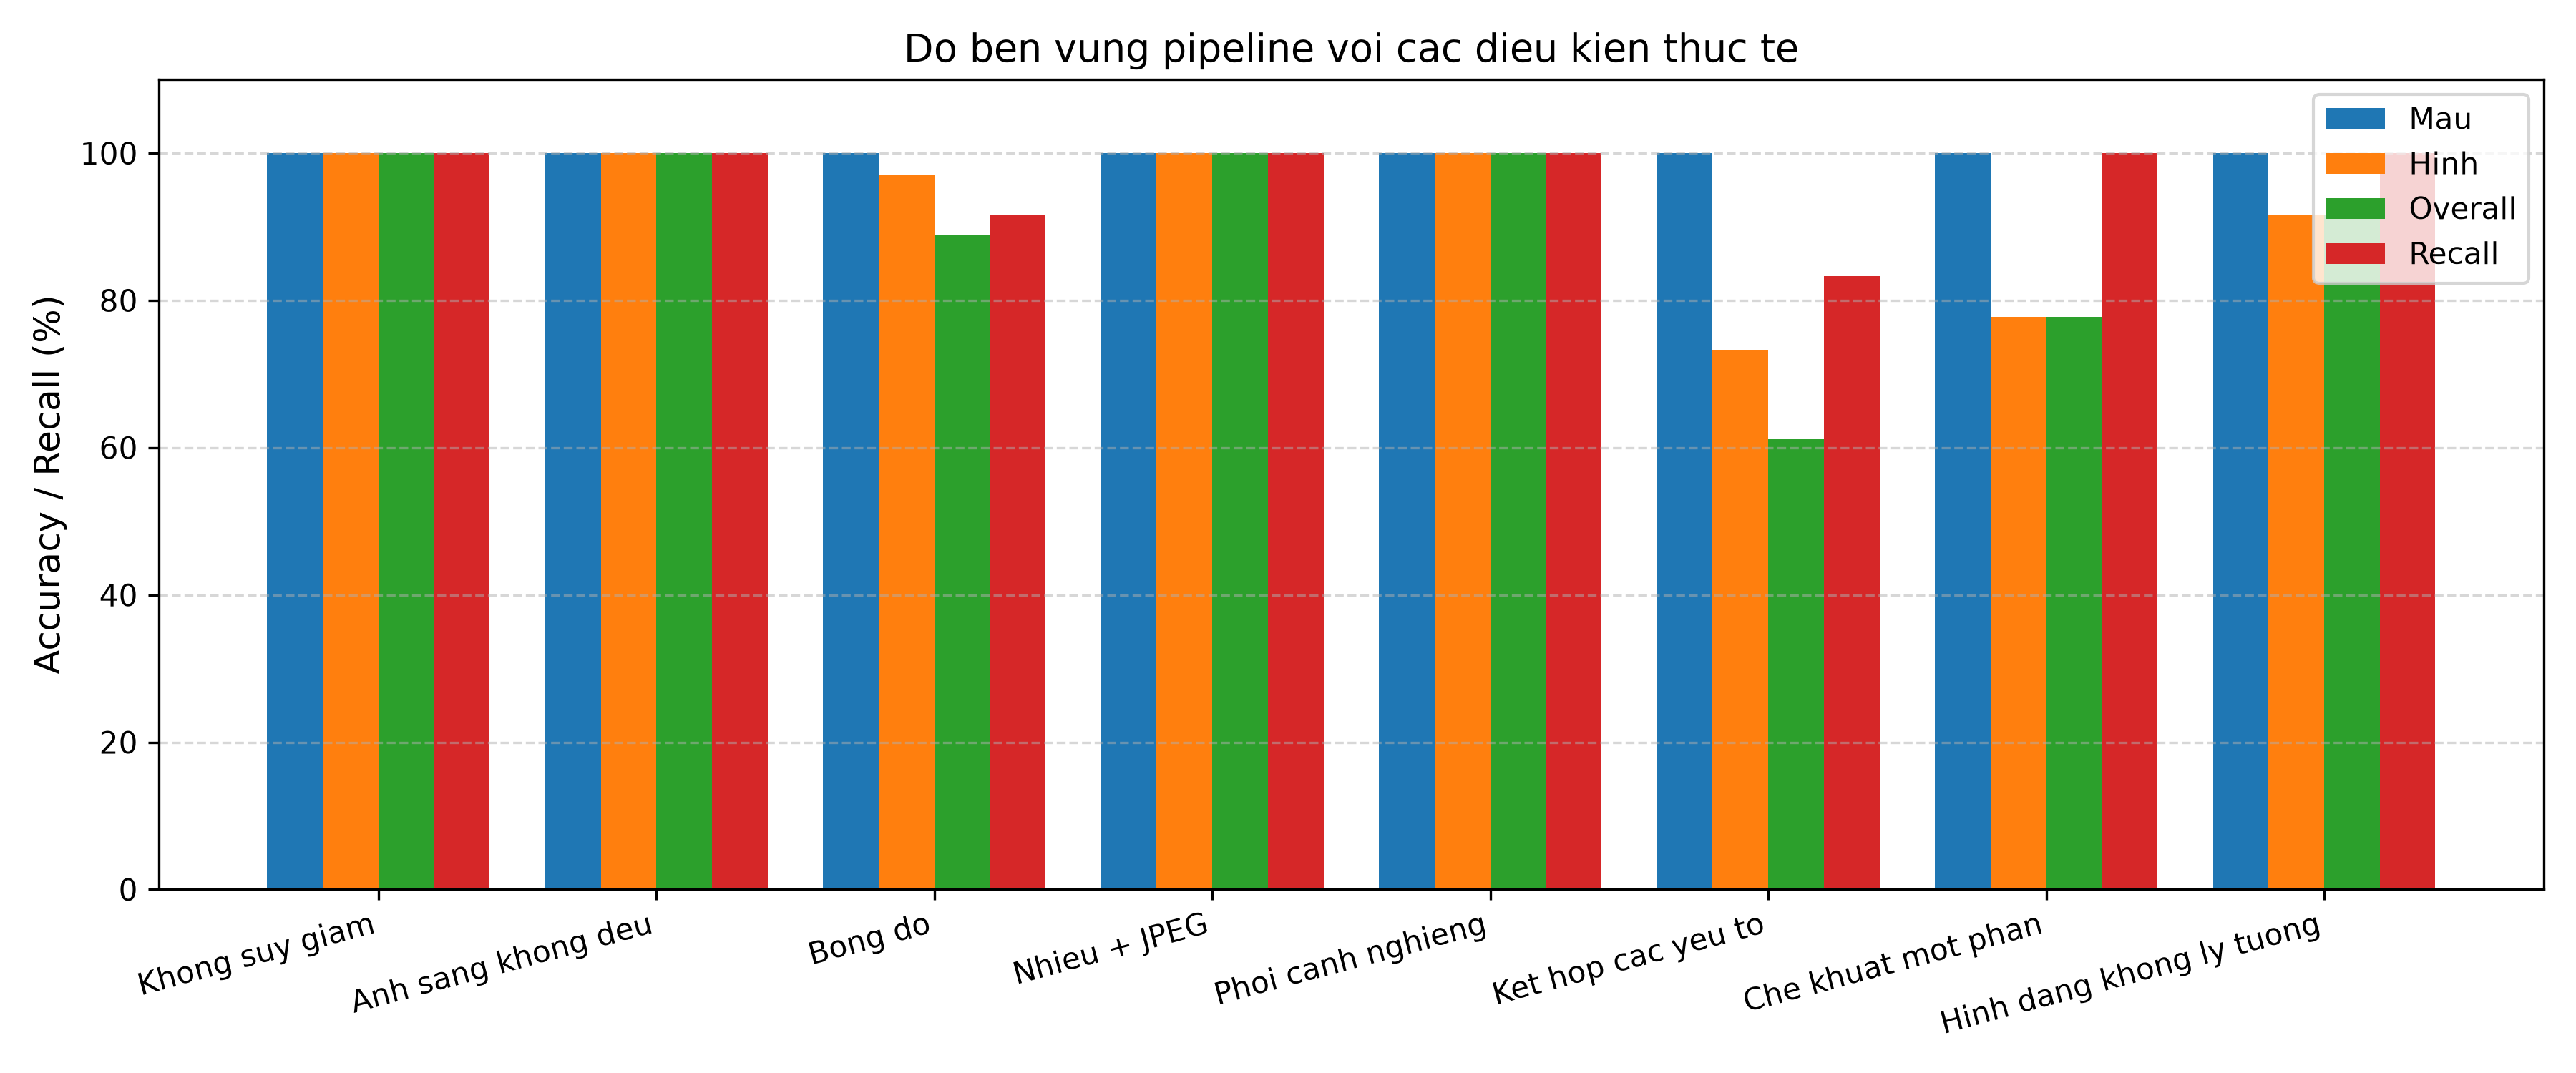 Do ben vung pipeline voi cac dieu kien thuc te
Accuracy / Recall (%)
100
80
60
40
20
0
Mau
Hinh
Overall
Recall
Khong suy giam
Anh sang khong deu
Bong do
Nhieu + JPEG
Phoi canh nghieng
Ket hop cac yeu to
Che khuat mot phan
Hinh dang khong ly tuong